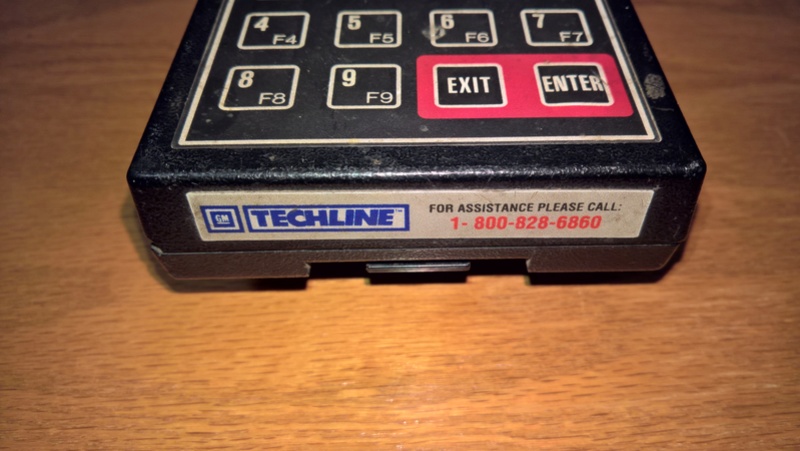 4 F4 5 F5 6 F6 7 F7
8 F8 9 F9 EXIT ENTER
GM TECHLINE™ FOR ASSISTANCE PLEASE CALL:
1- 800-828-6860